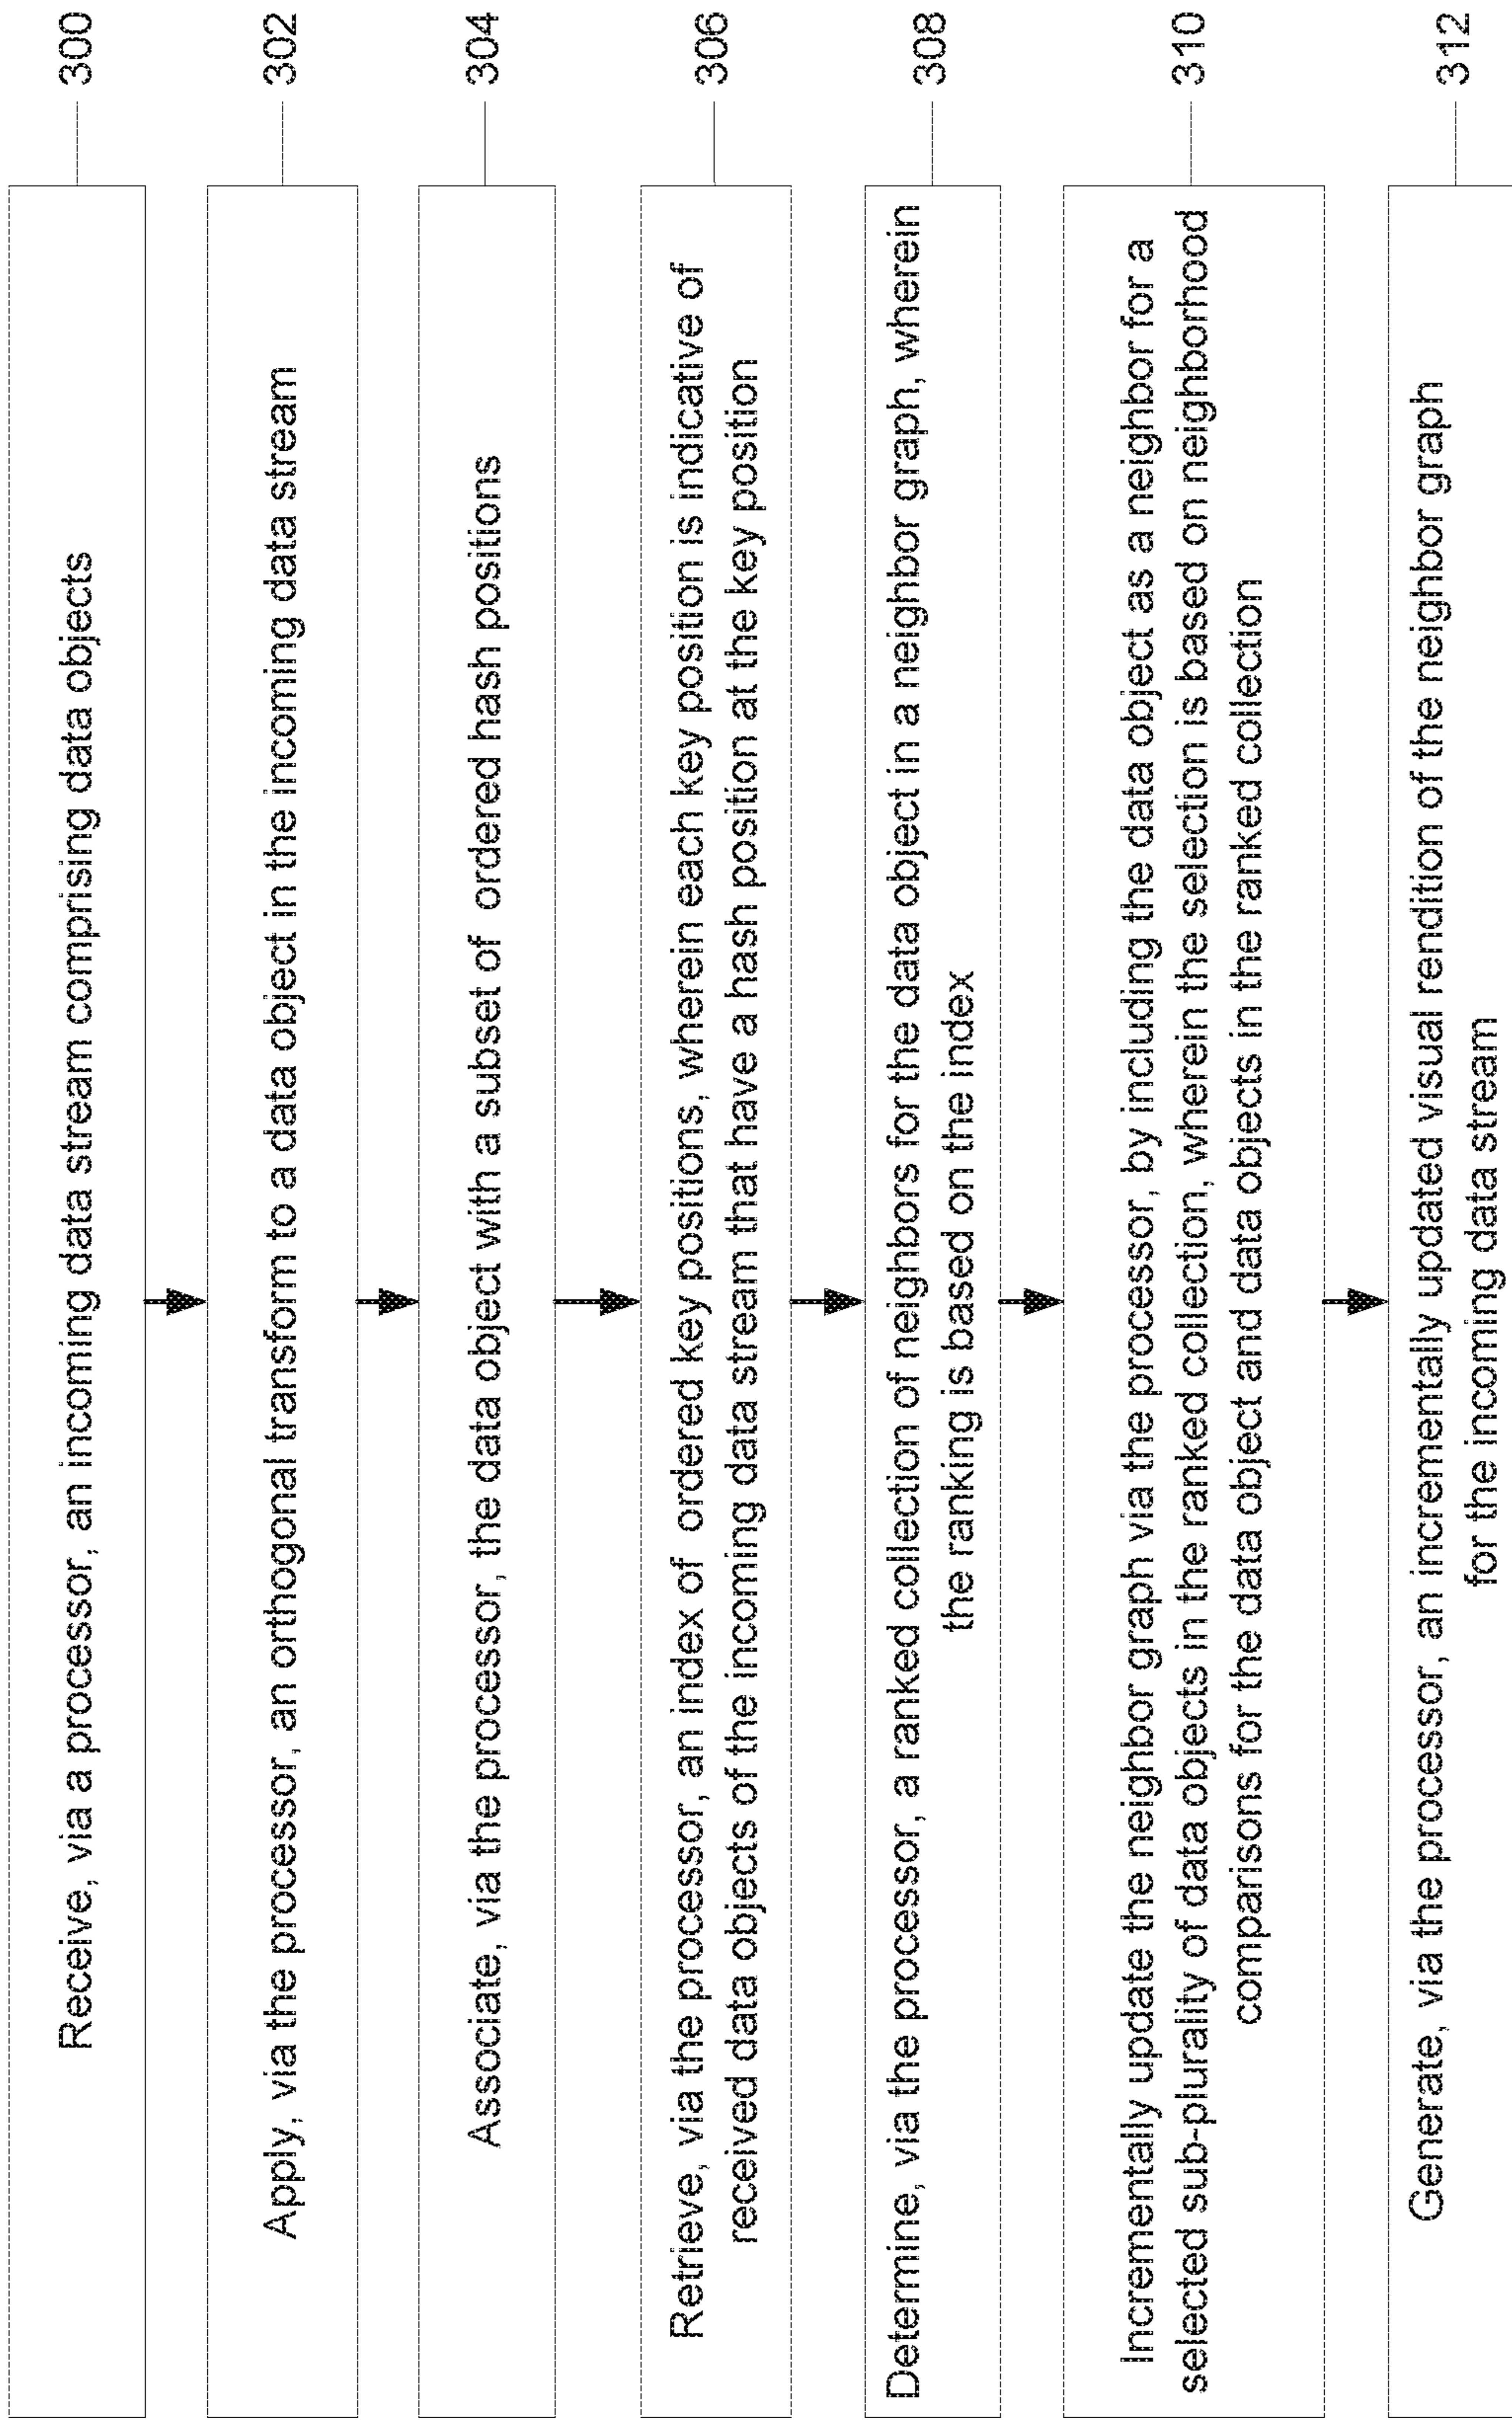 Receive, via a processor, an incoming data stream comprising data objects
300
Apply, via the processor, an orthogonal transform to a data object in the incoming data stream
302
Associate, via the processor, the data object with a subset of ordered hash positions
304
Retrieve, via the processor, an index of ordered key positions, wherein each key position is indicative of
received data objects of the incoming data stream that have a hash position at the key position
306
Determine, via the processor, a ranked collection of neighbors for the data object in a neighbor graph, wherein
the ranking is based on the index
308
Incrementally update the neighbor graph via the processor, by including the data object as a neighbor for a
selected sub-plurality of data objects in the ranked collection, wherein the selection is based on neighborhood
comparisons for the data object and data objects in the ranked collection
310
Generate, via the processor, an incrementally updated visual rendition of the neighbor graph
for the incoming data stream
312